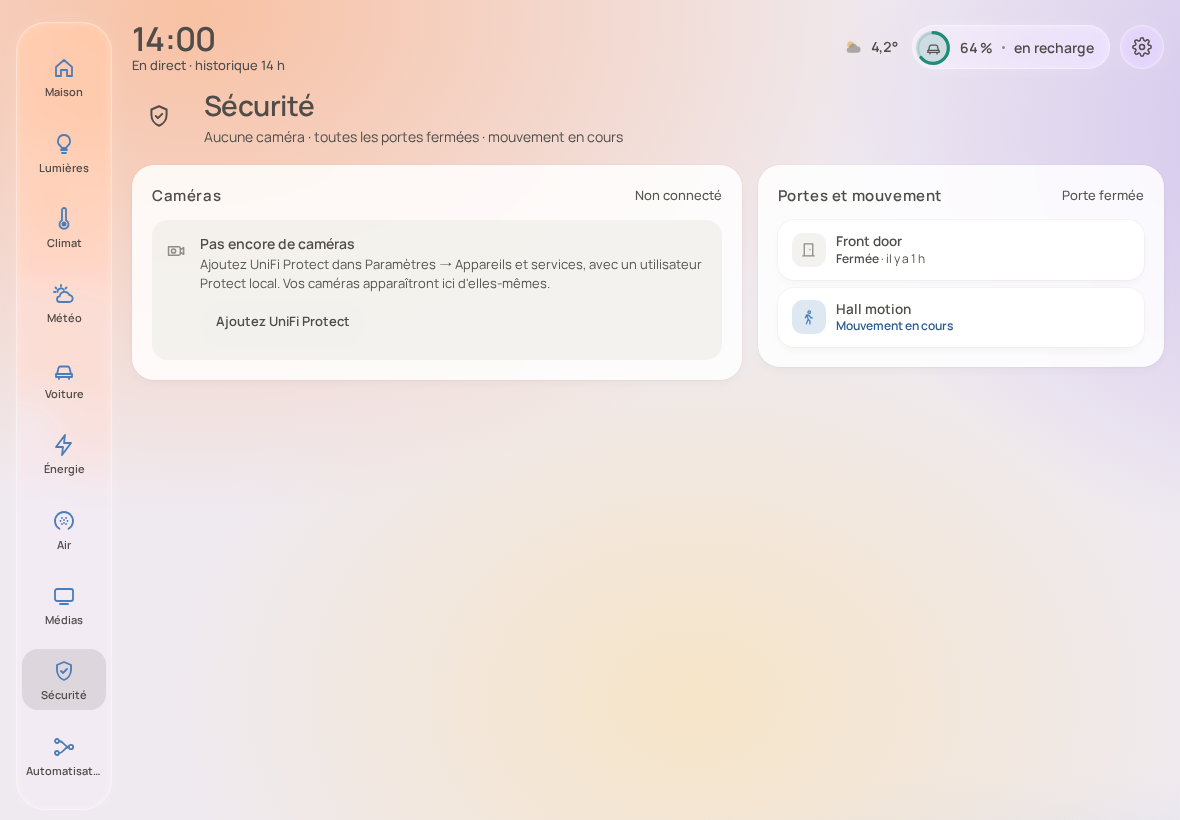 14:00
En direct · historique 14 h
4,2°
64 % · en recharge
Maison
Lumières
Climat
Météo
Voiture
Énergie
Air
Médias
Sécurité
Automatisat…
Sécurité
Aucune caméra · toutes les portes fermées · mouvement en cours
Caméras
Non connecté
Pas encore de caméras
Ajoutez UniFi Protect dans Paramètres → Appareils et services, avec un utilisateur
Protect local. Vos caméras apparaîtront ici d'elles-mêmes.
Ajoutez UniFi Protect
Portes et mouvement
Porte fermée
Front door
Fermée · il y a 1 h
Hall motion
Mouvement en cours